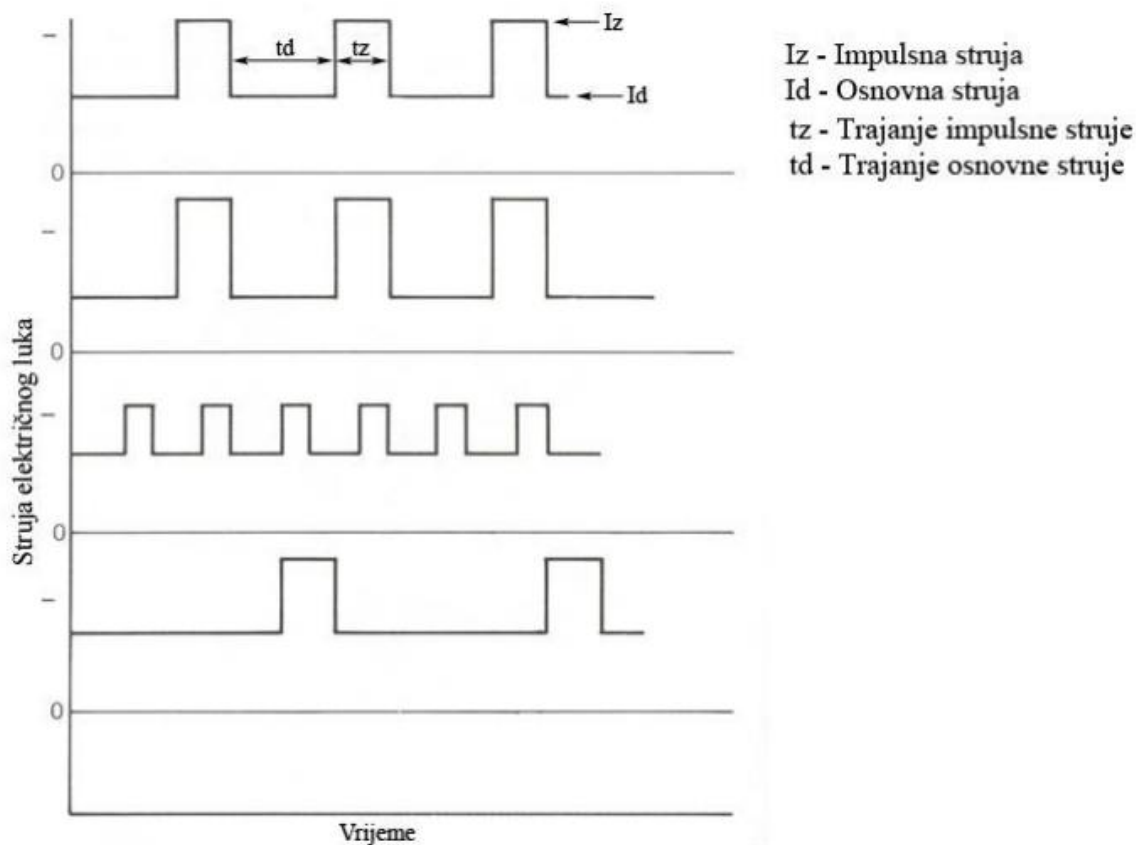 Iz
td
tz
Id
Iz - Impulsna struja
Id - Osnovna struja
tz - Trajanje impulsne struje
td - Trajanje osnovne struje
0
0
0
0
Struja električnog luka
Vrijeme